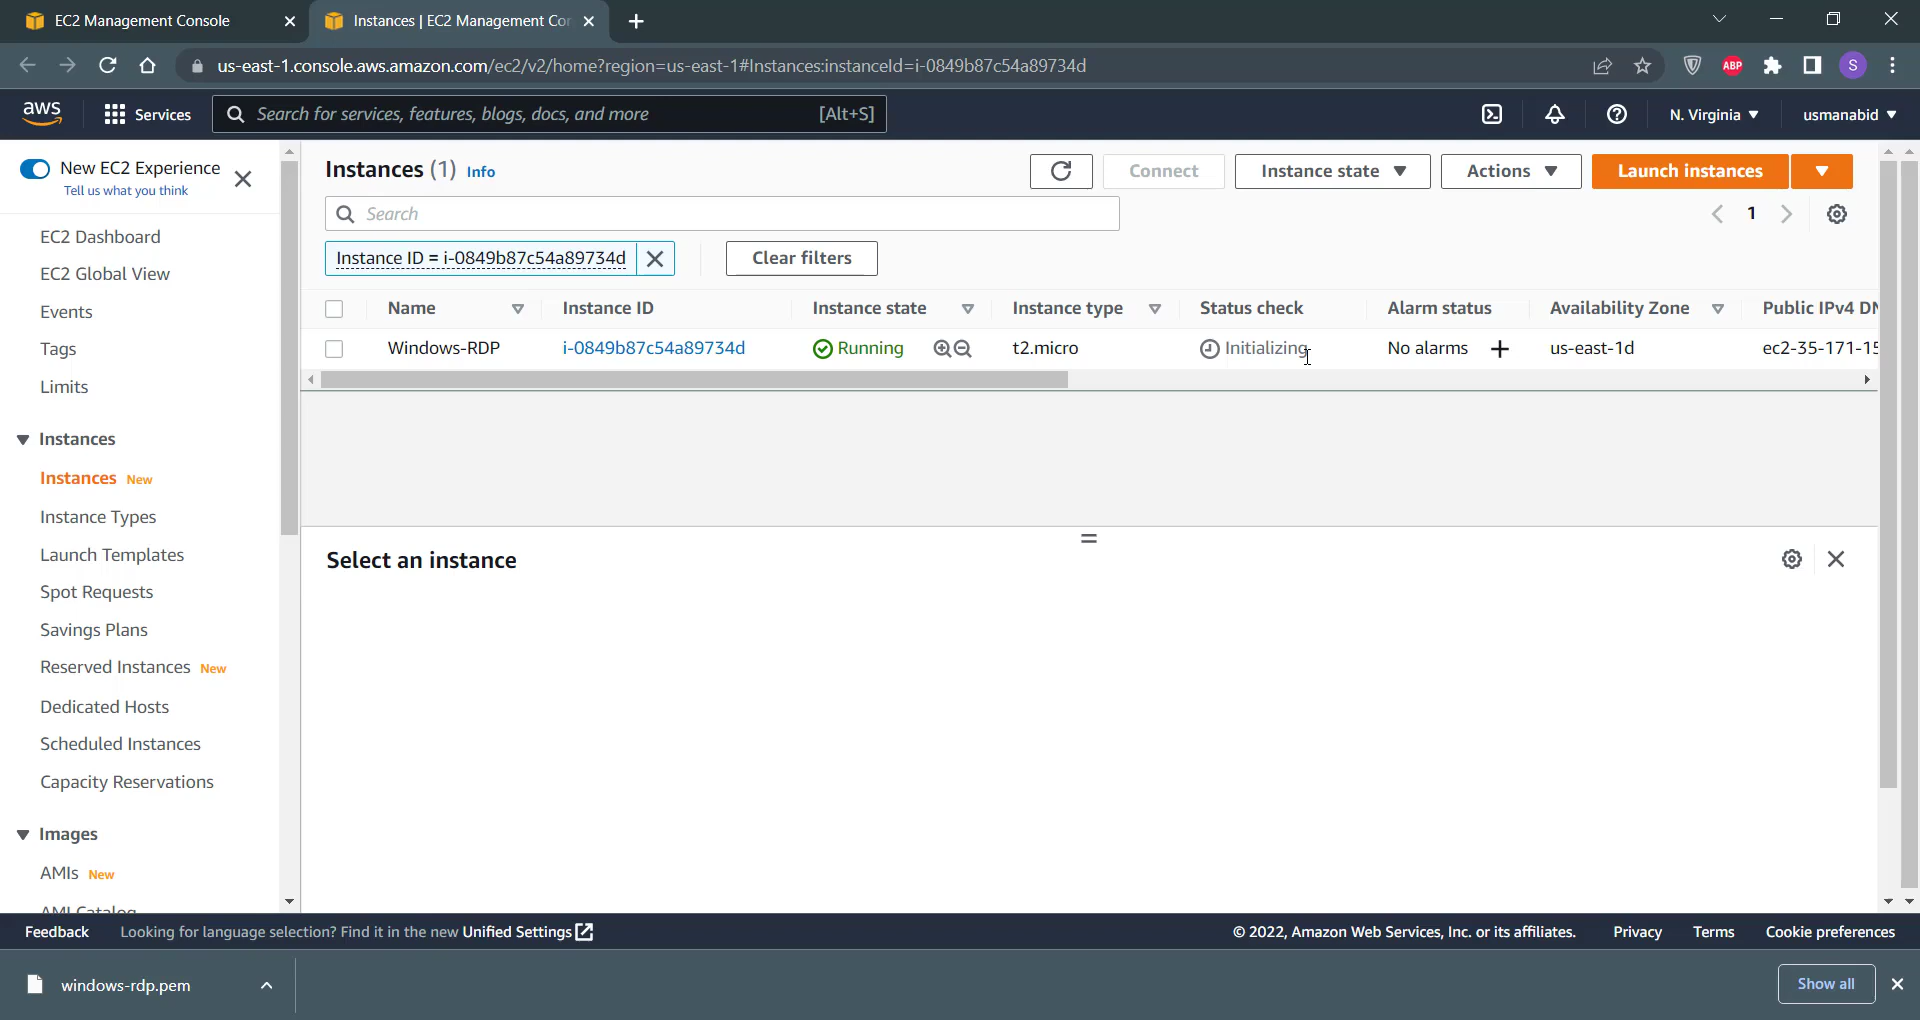 EC2 Management Console
Instances | EC2 Management Co
us-east-1.console.aws.amazon.com/ec2/v2/home?region=us-east-1#Instances:instanceId=i-0849b87c54a89734d
ABP
S
aws
Services
Search for services, features, blogs, docs, and more
[Alt+S]
N. Virginia
usmanabid
New EC2 Experience
Tell us what you think
EC2 Dashboard
EC2 Global View
Events
Tags
Limits
Instances
Instances New
Instance Types
Launch Templates
Spot Requests
Savings Plans
Reserved Instances New
Dedicated Hosts
Scheduled Instances
Capacity Reservations
Images
AMIs New
AMI Catalog
Instances (1) Info
Connect
Instance state
Actions
Launch instances
Search
1
Instance ID = i-0849b87c54a89734d
Clear filters
Name Instance ID Instance state Instance type Status check Alarm status Availability Zone Public IPv4 DN
Windows-RDP i-0849b87c54a89734d Running t2.micro Initializing No alarms us-east-1d ec2-35-171-15
Select an instance
Feedback
Looking for language selection? Find it in the new Unified Settings
© 2022, Amazon Web Services, Inc. or its affiliates.
Privacy
Terms
Cookie preferences
windows-rdp.pem
Show all